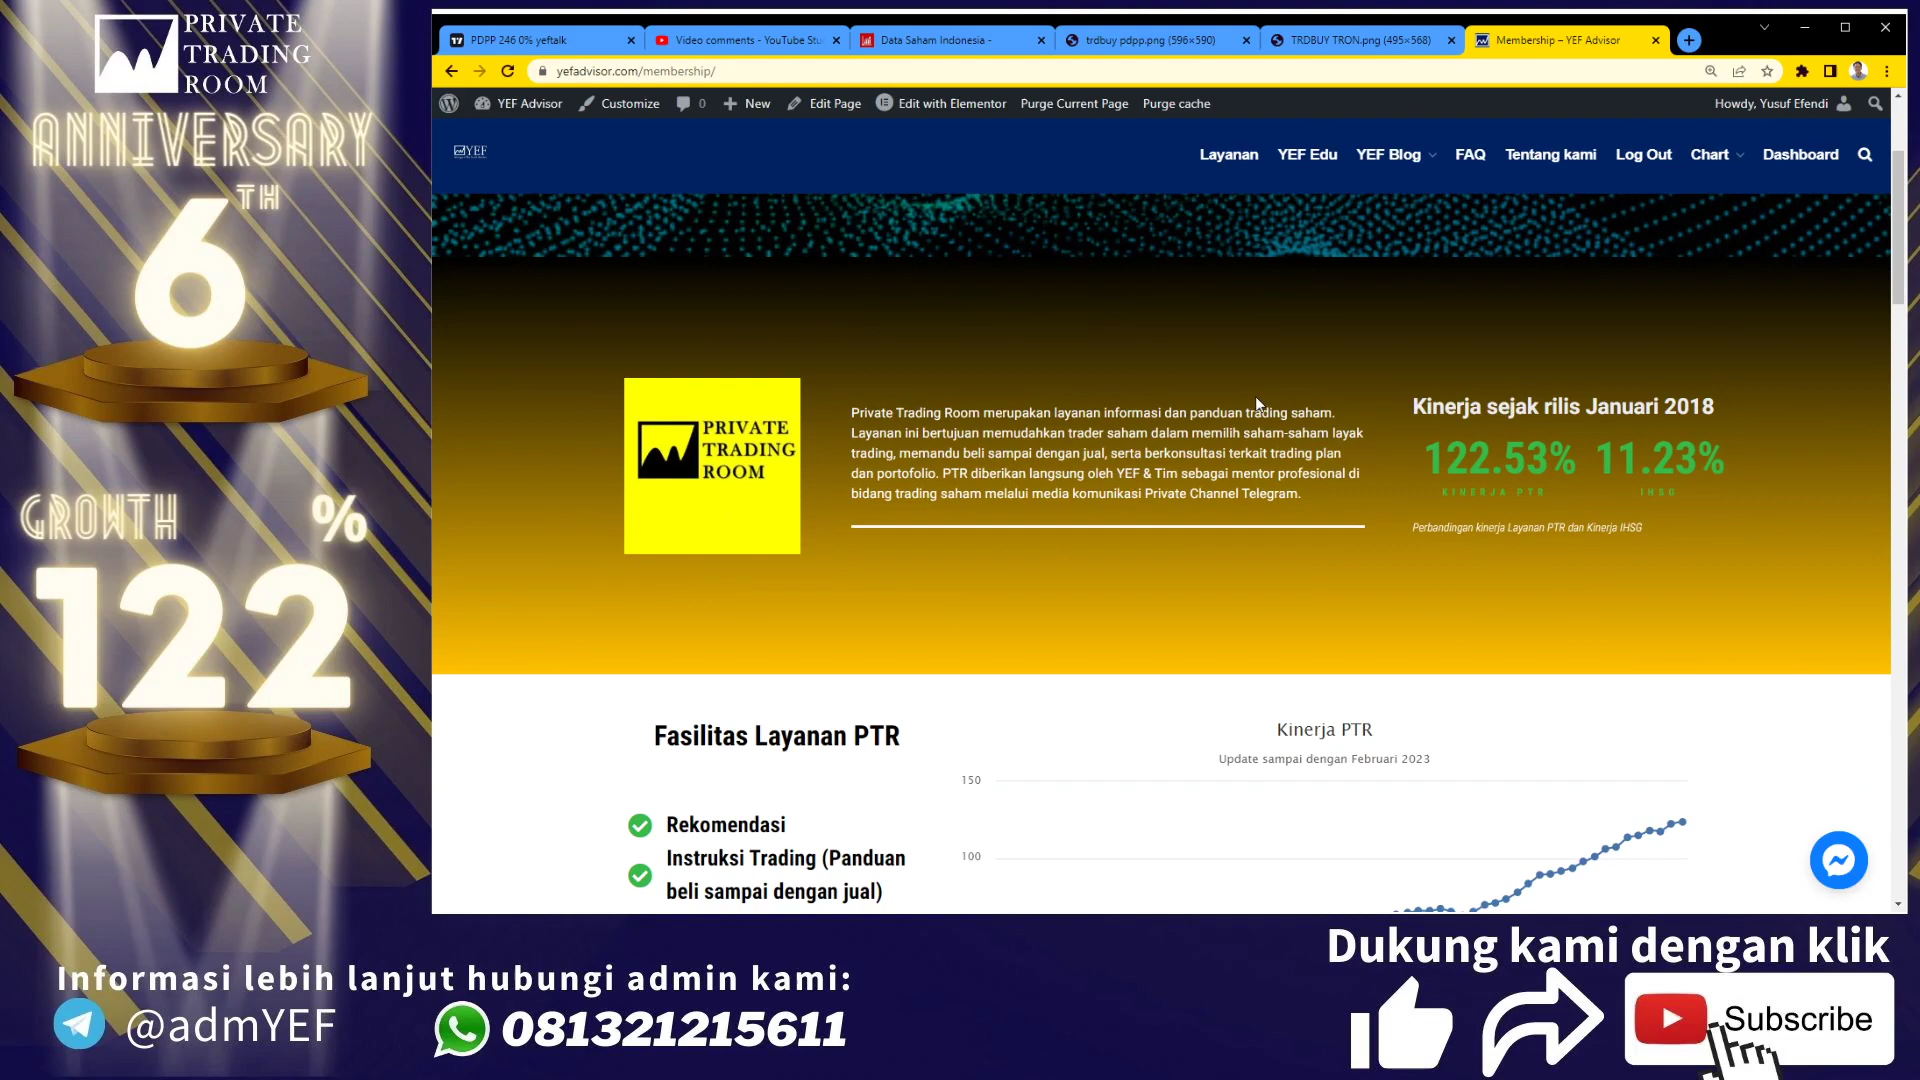 PRIVATE
TRADING
ROOM
ANNIVERSARY
6TH
GROWTH %
122
PDPP 246 0% yeftalk
Video comments - YouTube Stu
Data Saham Indonesia -
trdbuy pdpp.png (596×590)
TRDBUY TRON.png (495×568)
Membership – YEF Advisor
yefadvisor.com/membership/
YEF Advisor Customize 0 New Edit Page Edit with Elementor Purge Current Page Purge cache Howdy, Yusuf Efendi
YEF
Layanan YEF Edu YEF Blog FAQ Tentang kami Log Out Chart Dashboard
PRIVATE
TRADING
ROOM
Private Trading Room merupakan layanan informasi dan panduan trading saham.
Layanan ini bertujuan memudahkan trader saham dalam memilih saham-saham layak
trading, memandu beli sampai dengan jual, serta berkonsultasi terkait trading plan
dan portofolio. PTR diberikan langsung oleh YEF & Tim sebagai mentor profesional di
bidang trading saham melalui media komunikasi Private Channel Telegram.
Kinerja sejak rilis Januari 2018
122.53% 11.23%
KINERJA PTR IHSG
Perbandingan kinerja Layanan PTR dan Kinerja IHSG
Fasilitas Layanan PTR
Rekomendasi
Instruksi Trading (Panduan
beli sampai dengan jual)
Kinerja PTR
Update sampai dengan Februari 2023
150
100
Informasi lebih lanjut hubungi admin kami:
@admYEF
081321215611
Dukung kami dengan klik
Subscribe